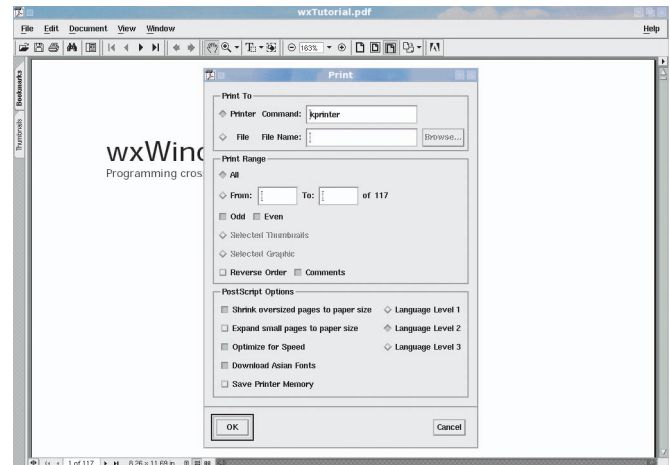 wxTutorial.pdf
File Edit Document View Window Help
163%
Bookmarks
Thumbnails
wxWind
Programming cros
Print
Print To
Printer Command: kprinter
File File Name: Browse...
Print Range
All
From: To: of 117
Odd Even
Selected Thumbnails
Selected Graphic
Reverse Order Comments
PostScript Options
Shrink oversized pages to paper size Language Level 1
Expand small pages to paper size Language Level 2
Optimize for Speed Language Level 3
Download Asian Fonts
Save Printer Memory
OK Cancel
1 of 117 8.26 x 11.69 in